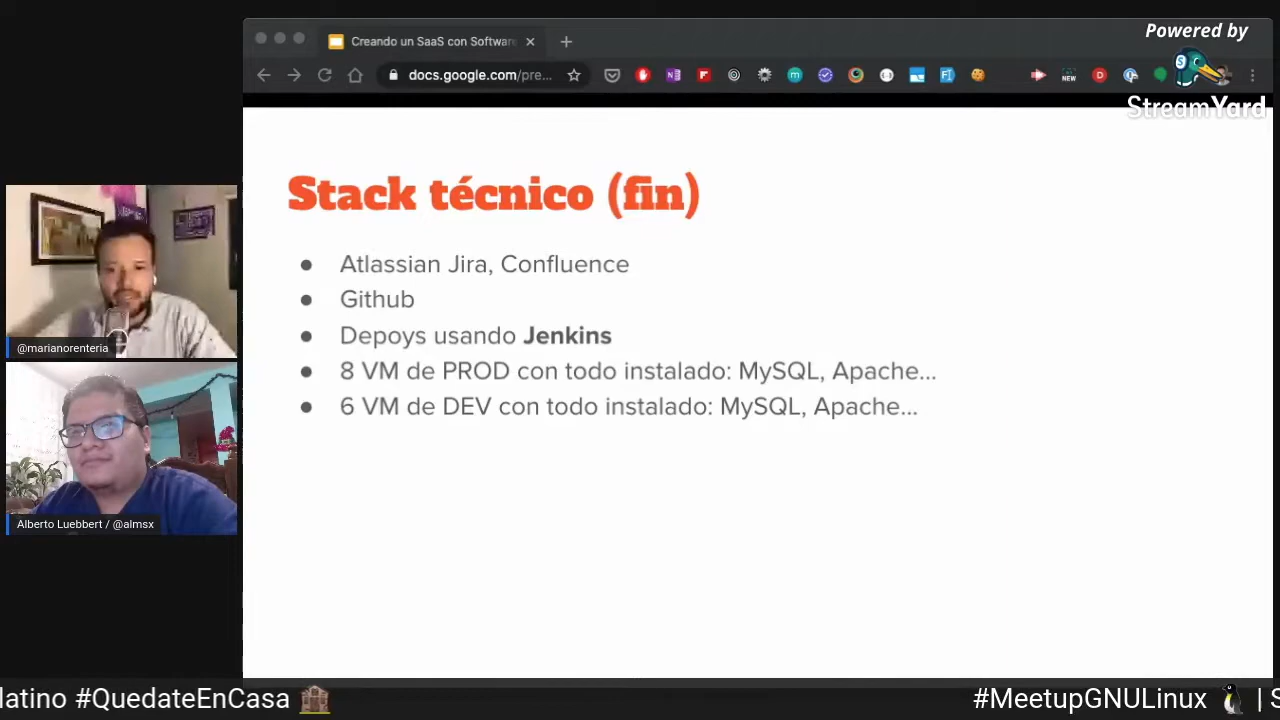 Powered by
StreamYard
Creando un SaaS con Software
docs.google.com/pre...
NEW
Stack técnico (fin)
Atlassian Jira, Confluence
Github
Depoys usando Jenkins
8 VM de PROD con todo instalado: MySQL, Apache...
6 VM de DEV con todo instalado: MySQL, Apache...
@marianorenteria
Alberto Luebbert / @almsx
latino #QuedateEnCasa
#MeetupGNULinux | S